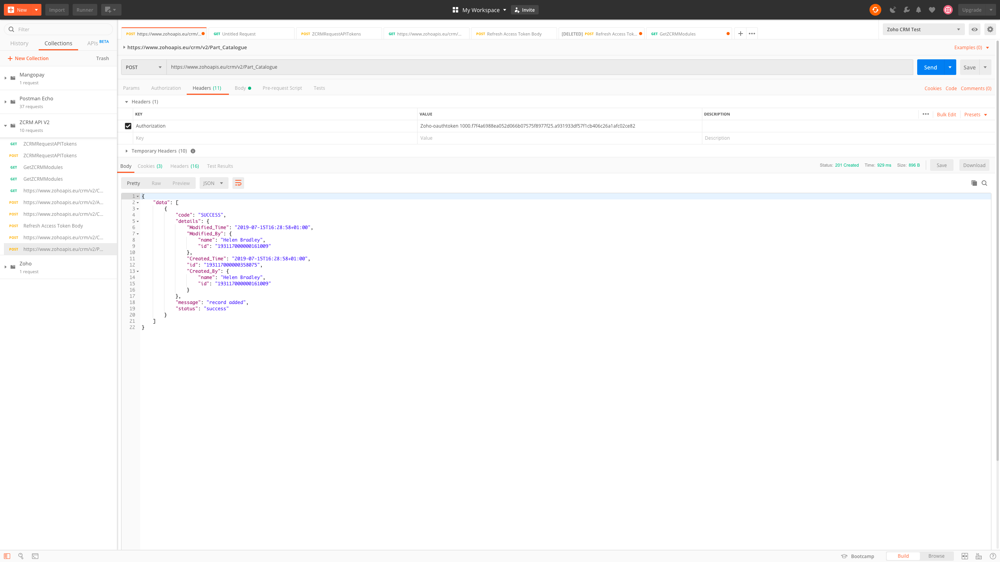 New
Import
Runner
My Workspace
Invite
Upgrade
Filter
History
Collections
APIs BETA
New Collection
Trash
Mangopay
1 request
Postman Echo
37 requests
ZCRM API V2
10 requests
GET ZCRMRequestAPITokens
POST ZCRMRequestAPITokens
GET GetZCRMModules
GET GetZCRMModules
GET https://www.zohoapis.eu/crm/v2/C...
POST https://www.zohoapis.eu/crm/v2/A...
POST https://www.zohoapis.eu/crm/v2/C...
POST Refresh Access Token Body
POST https://www.zohoapis.eu/crm/v2/C...
POST https://www.zohoapis.eu/crm/v2/P...
Zoho
1 request
POST https://www.zohoapis.eu/crm/...
GET Untitled Request
POST ZCRMRequestAPITokens
GET https://www.zohoapis.eu/crm/...
POST Refresh Access Token Body
[DELETED] POST Refresh Access Tok...
GET GetZCRMModules
Zoho CRM Test
https://www.zohoapis.eu/crm/v2/Part_Catalogue
Examples (0)
POST
https://www.zohoapis.eu/crm/v2/Part_Catalogue
Send
Save
Params
Authorization
Headers (11)
Body
Pre-request Script
Tests
Cookies Code Comments (0)
Headers (1)
KEY VALUE DESCRIPTION
Bulk Edit
Presets
Authorization Zoho-oauthtoken 1000.f7f4a6988ea052d066b07575f8977f25.a931933df57f1cb406c26a1afc02ce82
Key Value Description
Temporary Headers (10)
Body
Cookies (3)
Headers (16)
Test Results
Status: 201 Created Time: 929 ms Size: 896 B
Save
Download
Pretty
Raw
Preview
JSON
1 {
2 "data": [
3 {
4 "code": "SUCCESS",
5 "details": {
6 "Modified_Time": "2019-07-15T16:28:58+01:00",
7 "Modified_By": {
8 "name": "Helen Bradley",
9 "id": "193117000000161009"
10 },
11 "Created_Time": "2019-07-15T16:28:58+01:00",
12 "id": "193117000000358075",
13 "Created_By": {
14 "name": "Helen Bradley",
15 "id": "193117000000161009"
16 }
17 },
18 "message": "record added",
19 "status": "success"
20 }
21 ]
22 }
Bootcamp
Build
Browse